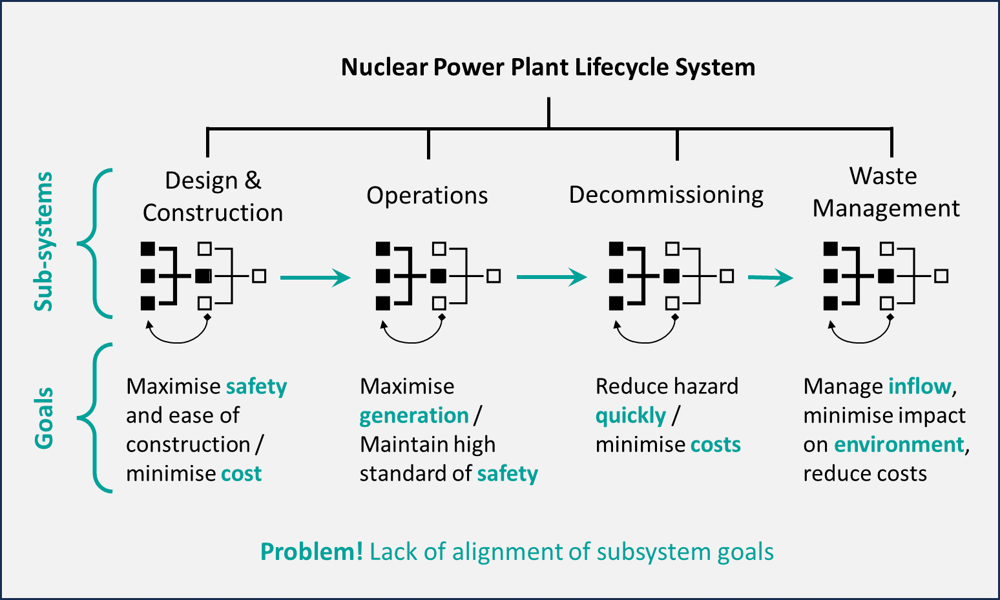 Nuclear Power Plant Lifecycle System
Sub-systems
Design &
Construction
Operations
Decommissioning
Waste
Management
Goals
Maximise safety
and ease of
construction /
minimise cost
Maximise
generation /
Maintain high
standard of safety
Reduce hazard
quickly /
minimise costs
Manage inflow,
minimise impact
on environment,
reduce costs
Problem! Lack of alignment of subsystem goals